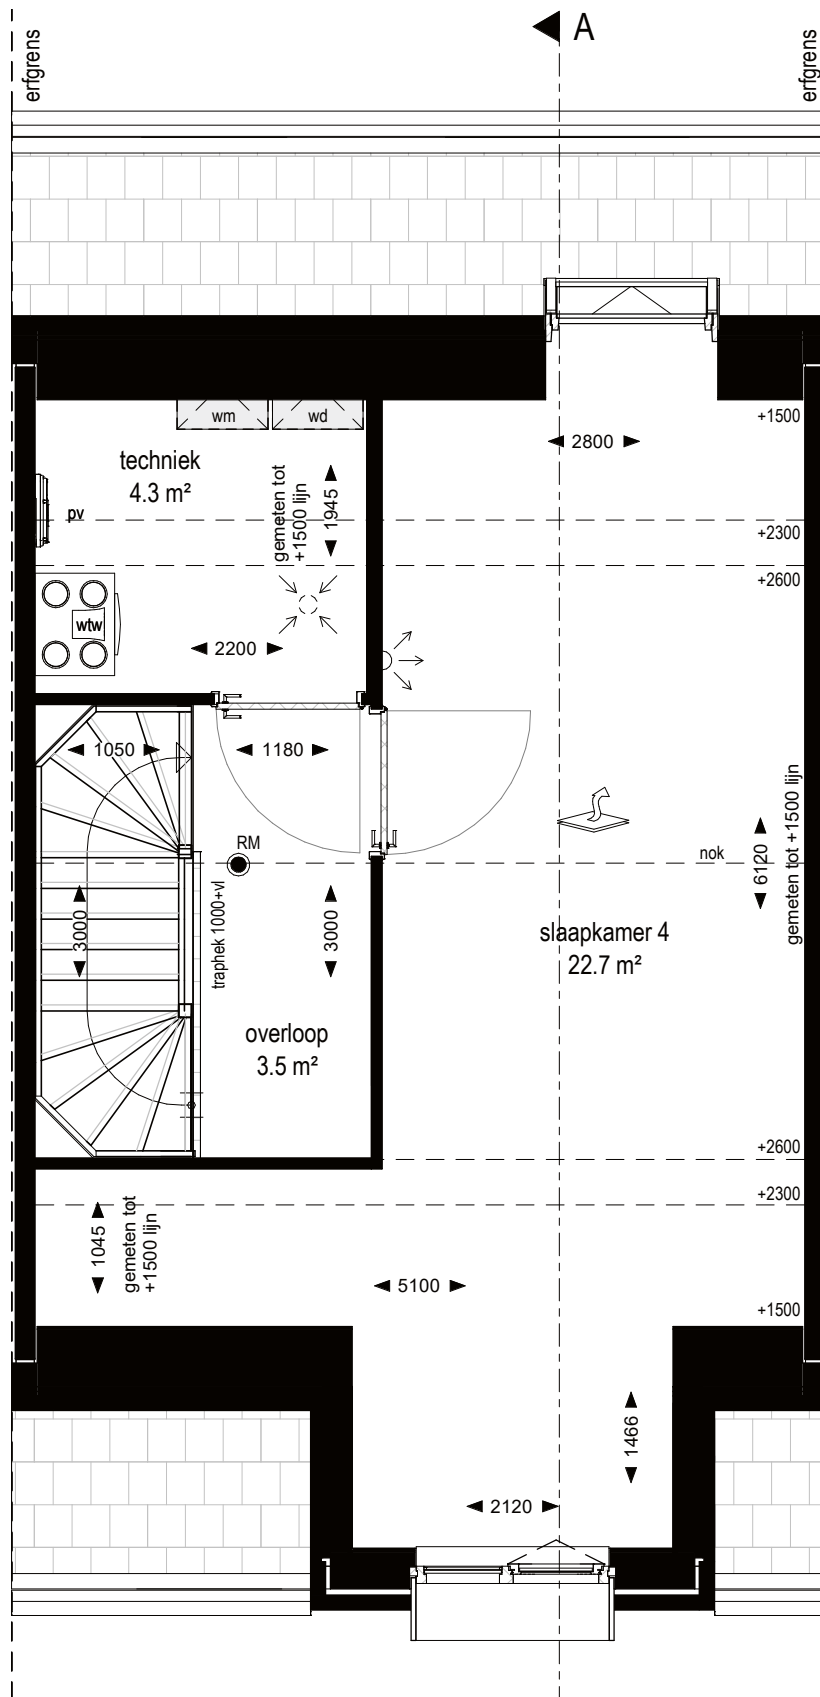 A
erfgrens
erfgrens
wm
wd
+1500
2800
techniek
4.3 m²
gemeten tot
+1500 lijn
1945
pv
+2300
+2600
wtw
2200
1050
1180
gemeten tot +1500 lijn
6120
RM
nok
traphek 1000+vl
3000
3000
slaapkamer 4
22.7 m²
overloop
3.5 m²
+2600
+2300
1045
gemeten tot
+1500 lijn
5100
+1500
1466
2120